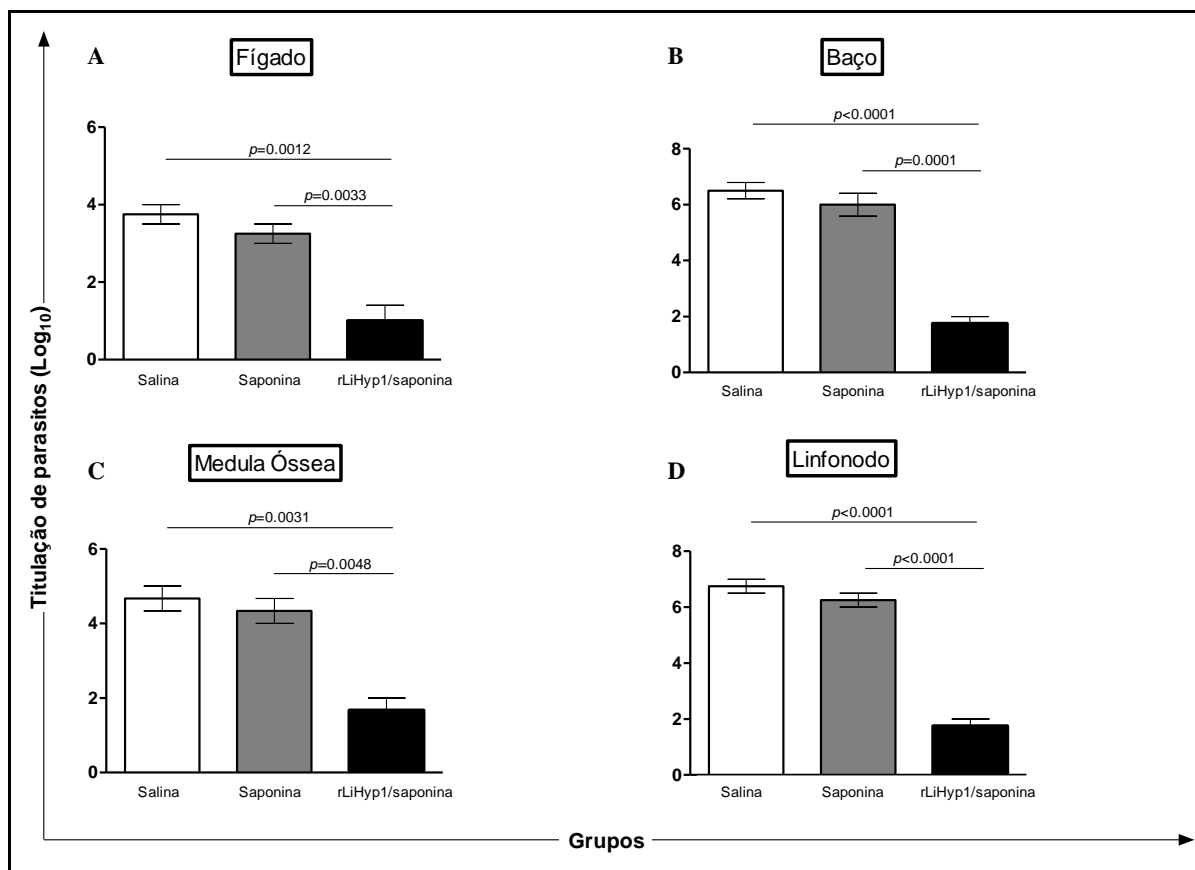 A
Fígado
6
4
2
0
p=0.0012
p=0.0033
Salina
Saponina
rLiHyp1/saponina
B
Baço
8
6
4
2
0
p<0.0001
p=0.0001
Salina
Saponina
rLiHyp1/saponina
C
Medula Óssea
6
4
2
0
p=0.0031
p=0.0048
Salina
Saponina
rLiHyp1/saponina
D
Linfonodo
8
6
4
2
0
p<0.0001
p<0.0001
Salina
Saponina
rLiHyp1/saponina
Titulação de parasitos (Log₁₀)
Grupos